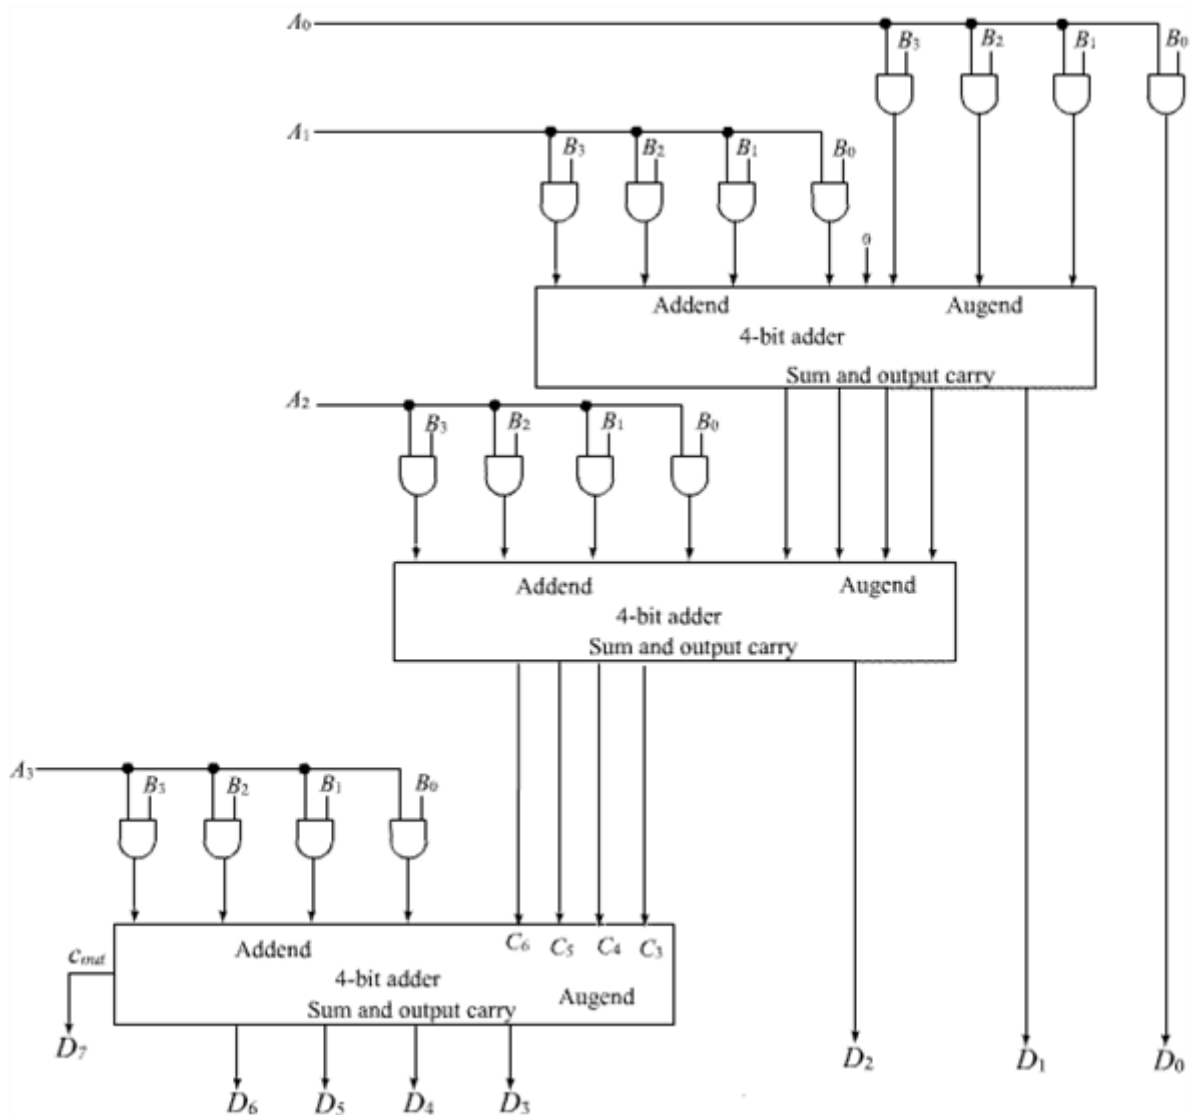 A₀
B₃ B₂ B₁ B₀
A₁
B₃ B₂ B₁ B₀
0
Addend Augend
4-bit adder
Sum and output carry
A₂
B₃ B₂ B₁ B₀
Addend Augend
4-bit adder
Sum and output carry
A₃
B₃ B₂ B₁ B₀
C₆ C₅ C₄ C₃
Addend
Cout
4-bit adder
Augend
Sum and output carry
D₇ D₂ D₁ D₀
D₆ D₅ D₄ D₃